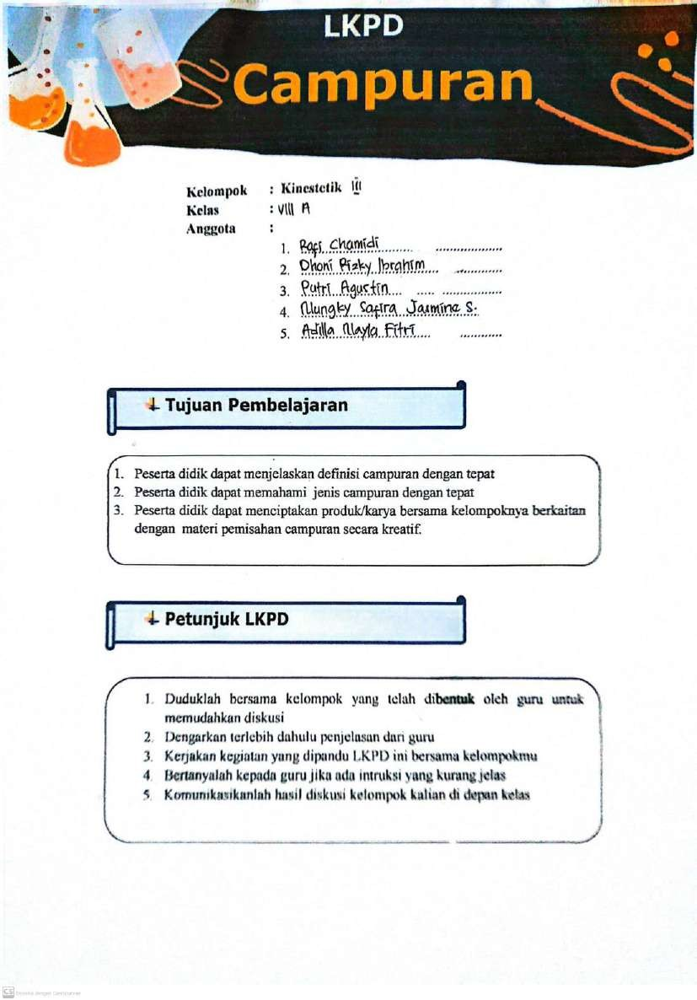 LKPD
Campuran
Kelompok : Kinestetik III
Kelas : VIII A
Anggota :
1. Rafi Chamidi
2. Dhoni Rizky Ibrahim
3. Putri Agustin
4. Nungky Safira Jasmine S.
5. Adilla Nayla Fitri
Tujuan Pembelajaran
1. Peserta didik dapat menjelaskan definisi campuran dengan tepat
2. Peserta didik dapat memahami jenis campuran dengan tepat
3. Peserta didik dapat menciptakan produk/karya bersama kelompoknya berkaitan
dengan materi pemisahan campuran secara kreatif.
Petunjuk LKPD
1. Duduklah bersama kelompok yang telah dibentuk oleh guru untuk
memudahkan diskusi
2. Dengarkan terlebih dahulu penjelasan dari guru
3. Kerjakan kegiatan yang dipandu LKPD ini bersama kelompokmu
4. Bertanyalah kepada guru jika ada intruksi yang kurang jelas
5. Komunikasikanlah hasil diskusi kelompok kalian di depan kelas
CS Dipindai dengan CamScanner